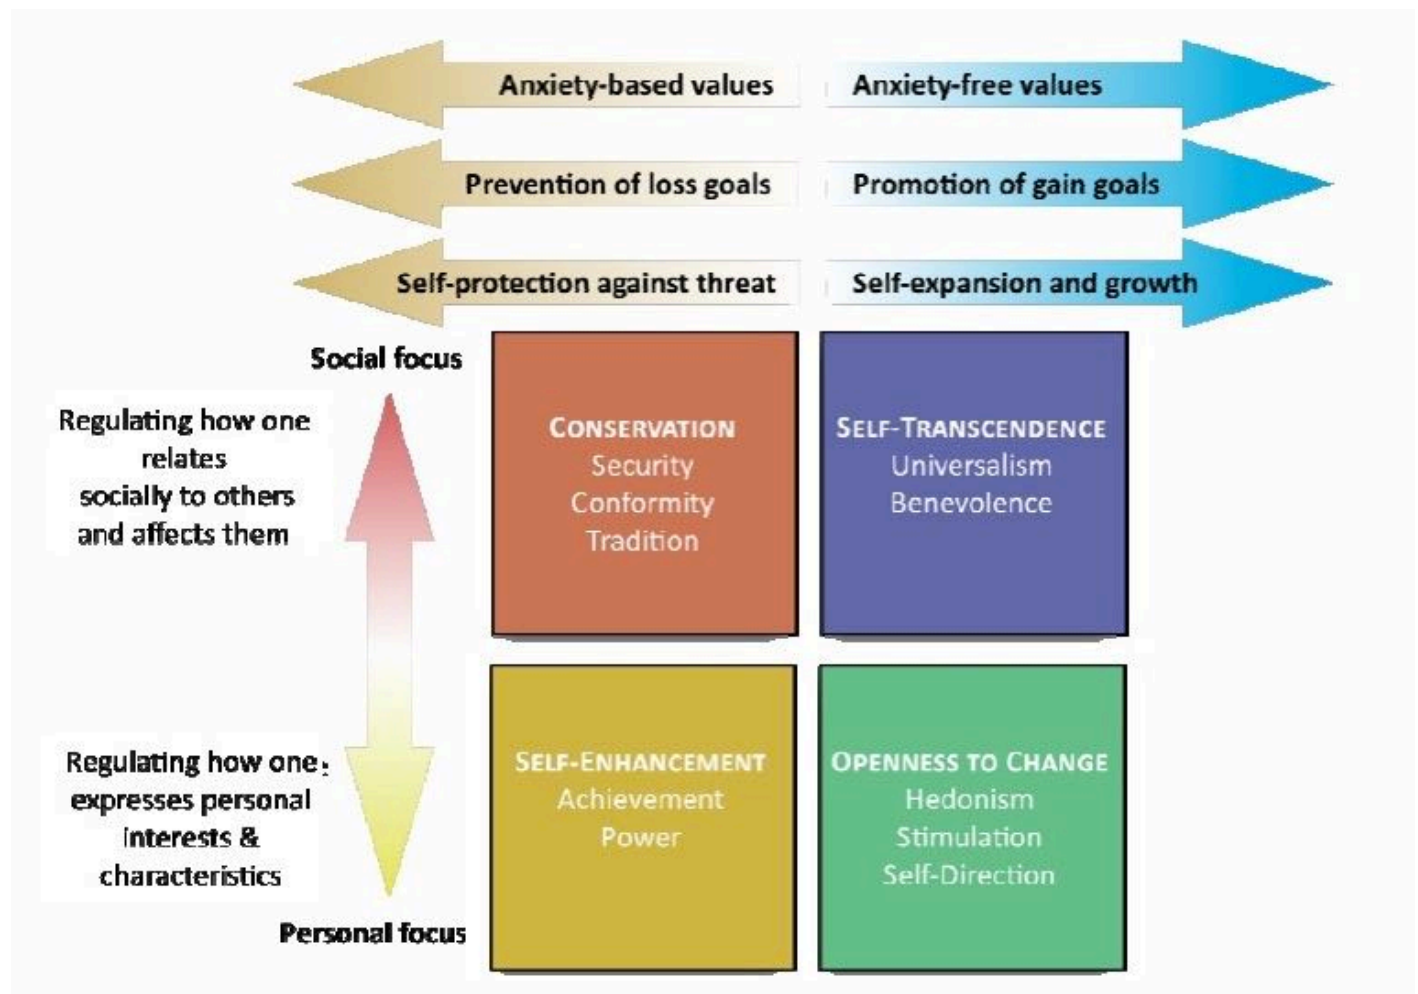 Anxiety-based values
Anxiety-free values
Prevention of loss goals
Promotion of gain goals
Self-protection against threat
Self-expansion and growth
Social focus
Regulating how one
relates
socially to others
and affects them
CONSERVATION
Security
Conformity
Tradition
SELF-TRANSCENDENCE
Universalism
Benevolence
Regulating how one:
expresses personal
interests &
characteristics
Personal focus
SELF-ENHANCEMENT
Achievement
Power
OPENNESS TO CHANGE
Hedonism
Stimulation
Self-Direction